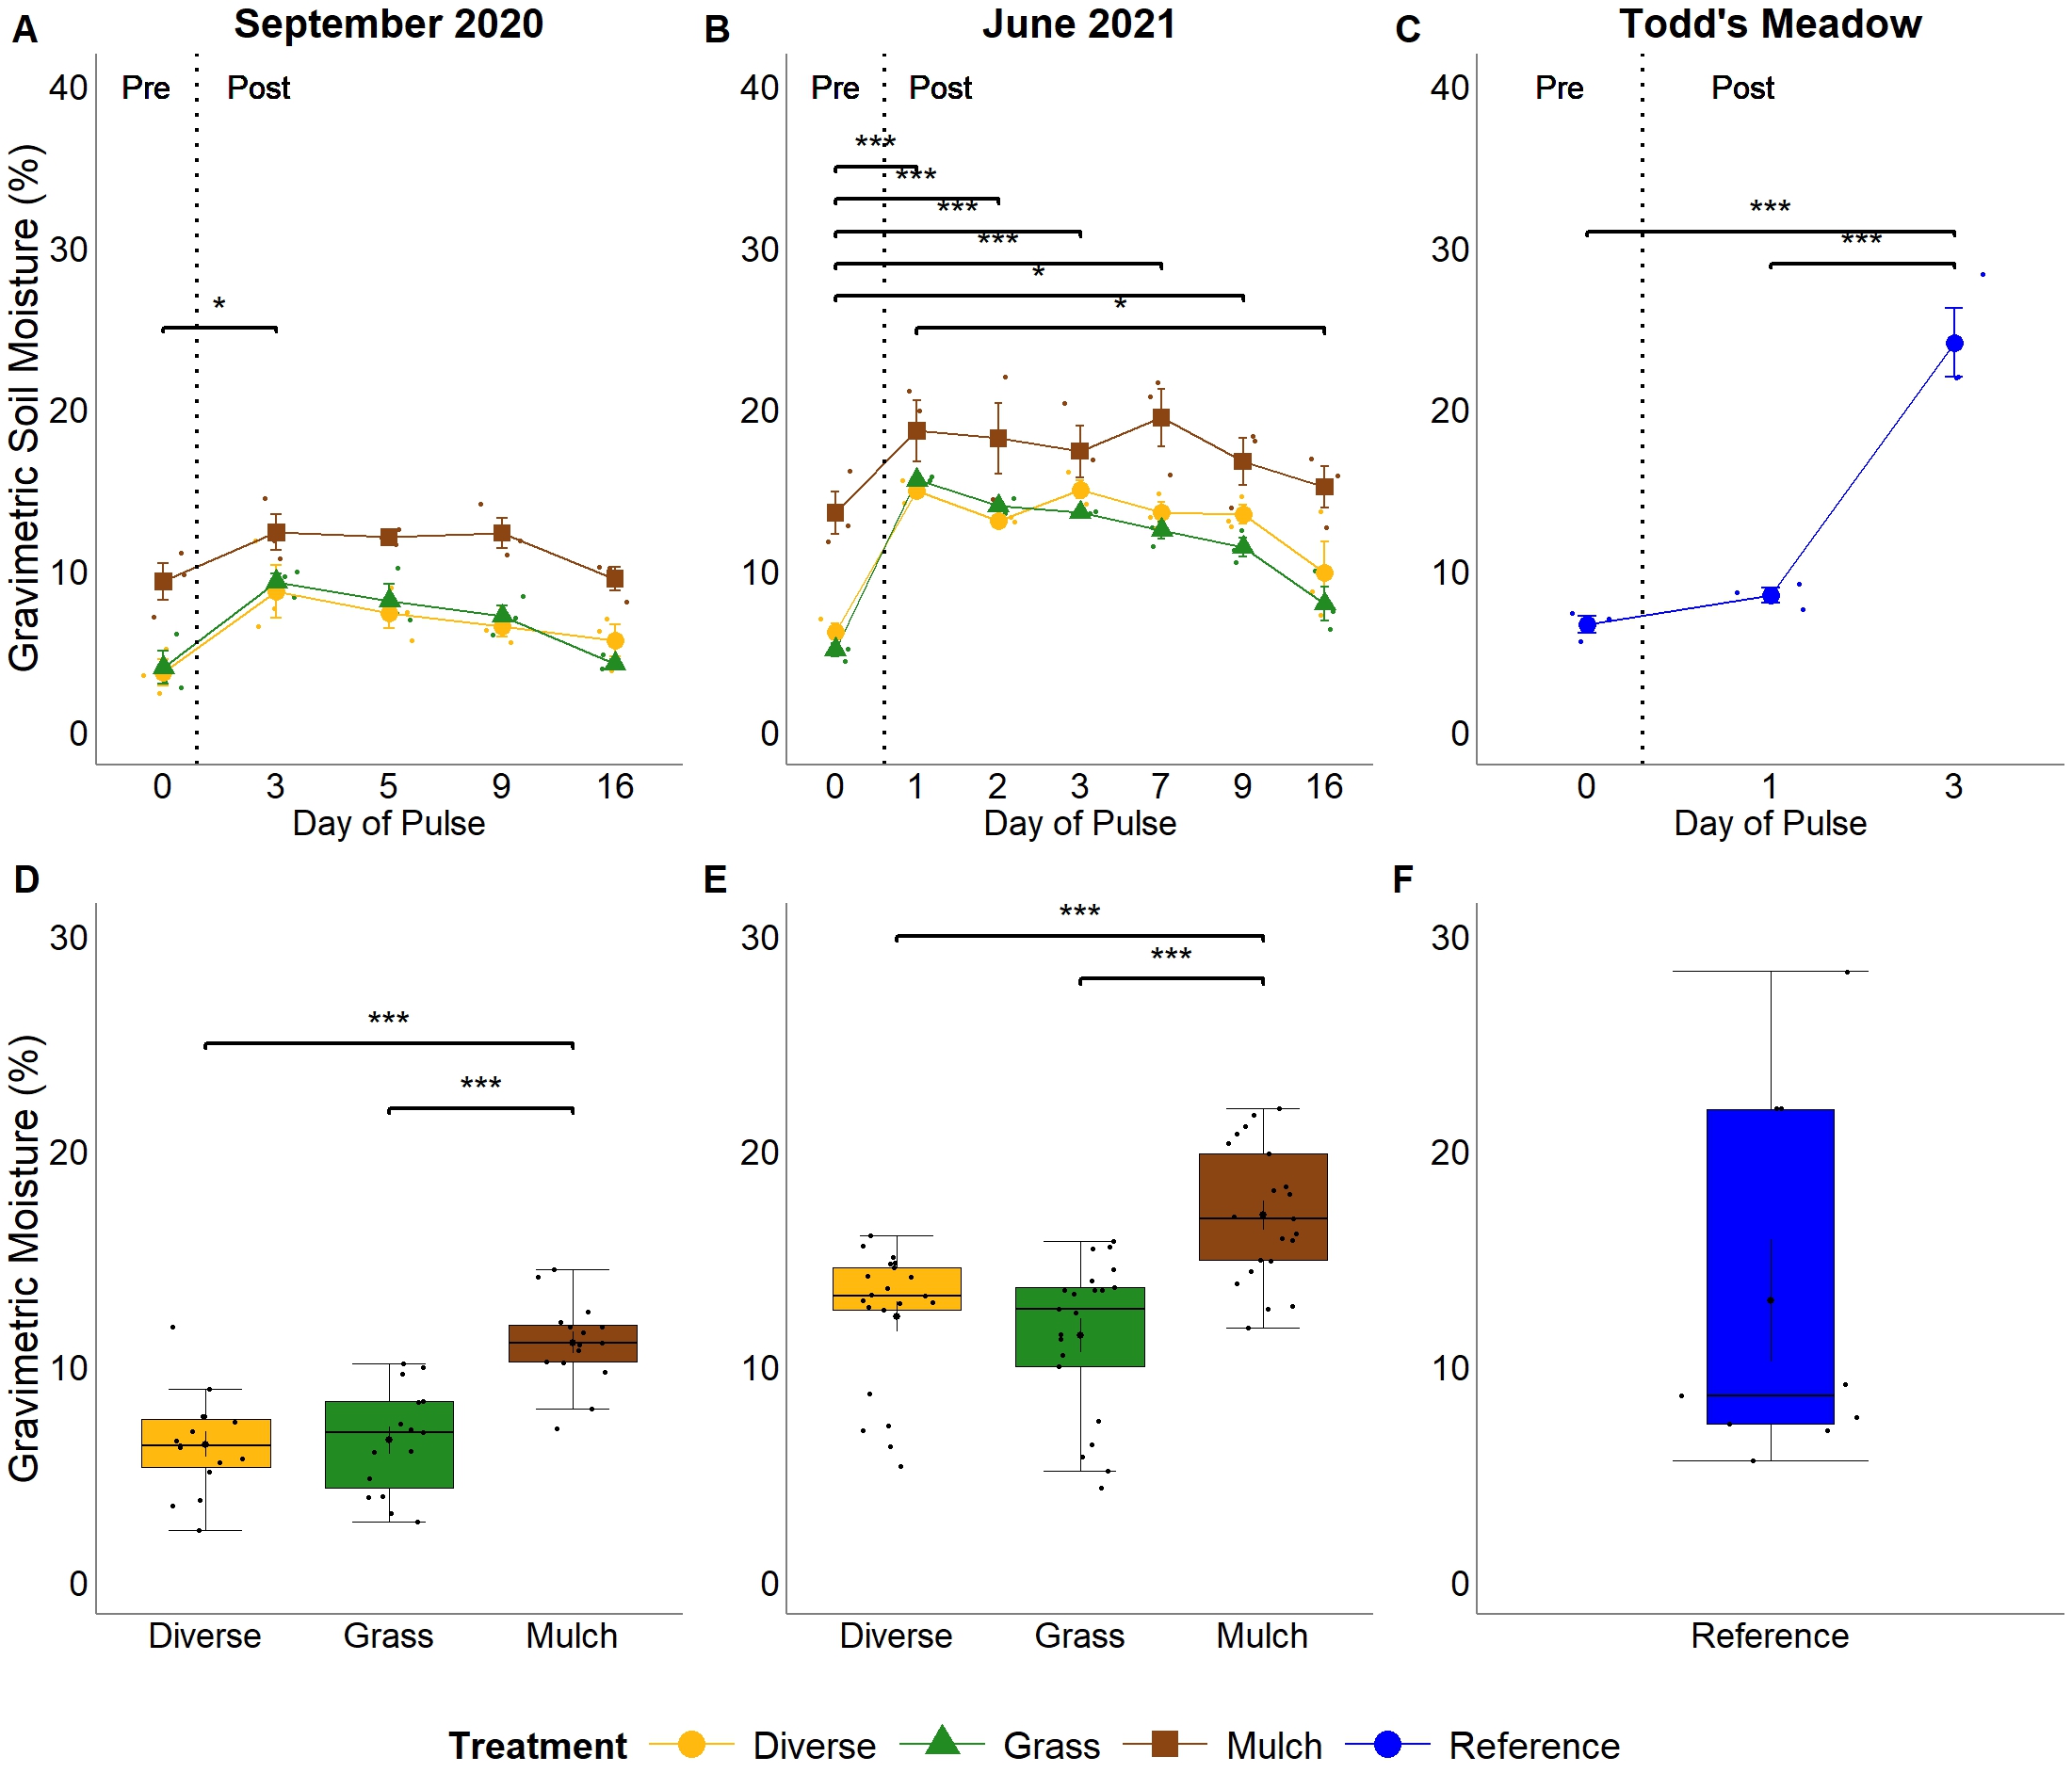 A September 2020
B June 2021
C Todd's Meadow
Gravimetric Soil Moisture (%)
40 Pre Post
30
20
10
0
*
0 3 5 9 16
Day of Pulse
40 Pre Post
30
20
10
0
***
***
***
***
*
*
0 1 2 3 7 9 16
Day of Pulse
40 Pre Post
30
20
10
0
***
***
0 1 3
Day of Pulse
D
Gravimetric Moisture (%)
30
20
10
0
***
***
Diverse Grass Mulch
E
30
20
10
0
***
***
Diverse Grass Mulch
F
30
20
10
0
Reference
Treatment Diverse Grass Mulch Reference